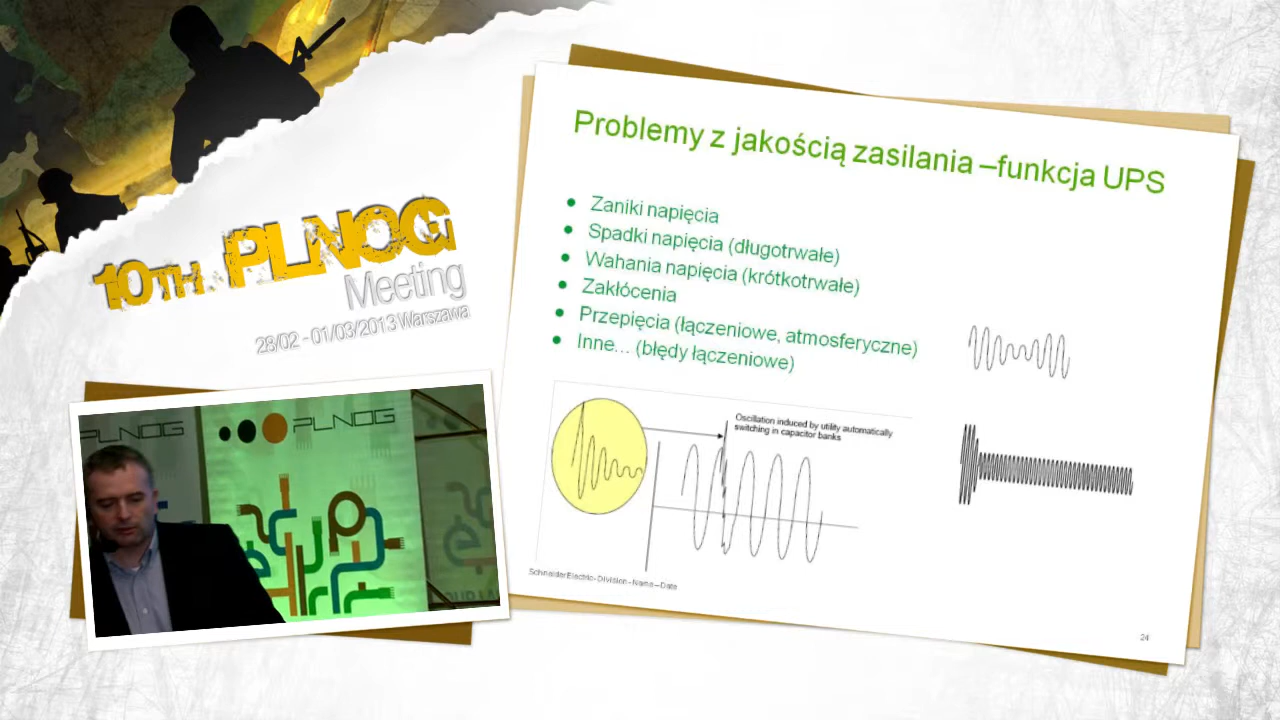 10TH PLNOG
Meeting
28/02 - 01/03/2013 Warszawa
PLNOG
PLNOG
Problemy z jakością zasilania –funkcja UPS
• Zaniki napięcia
• Spadki napięcia (długotrwałe)
• Wahania napięcia (krótkotrwałe)
• Zakłócenia
• Przepięcia (łączeniowe, atmosferyczne)
• Inne… (błędy łączeniowe)
Oscillation induced by utility automatically
switching in capacitor banks
Schneider Electric - Division - Name – Date
24